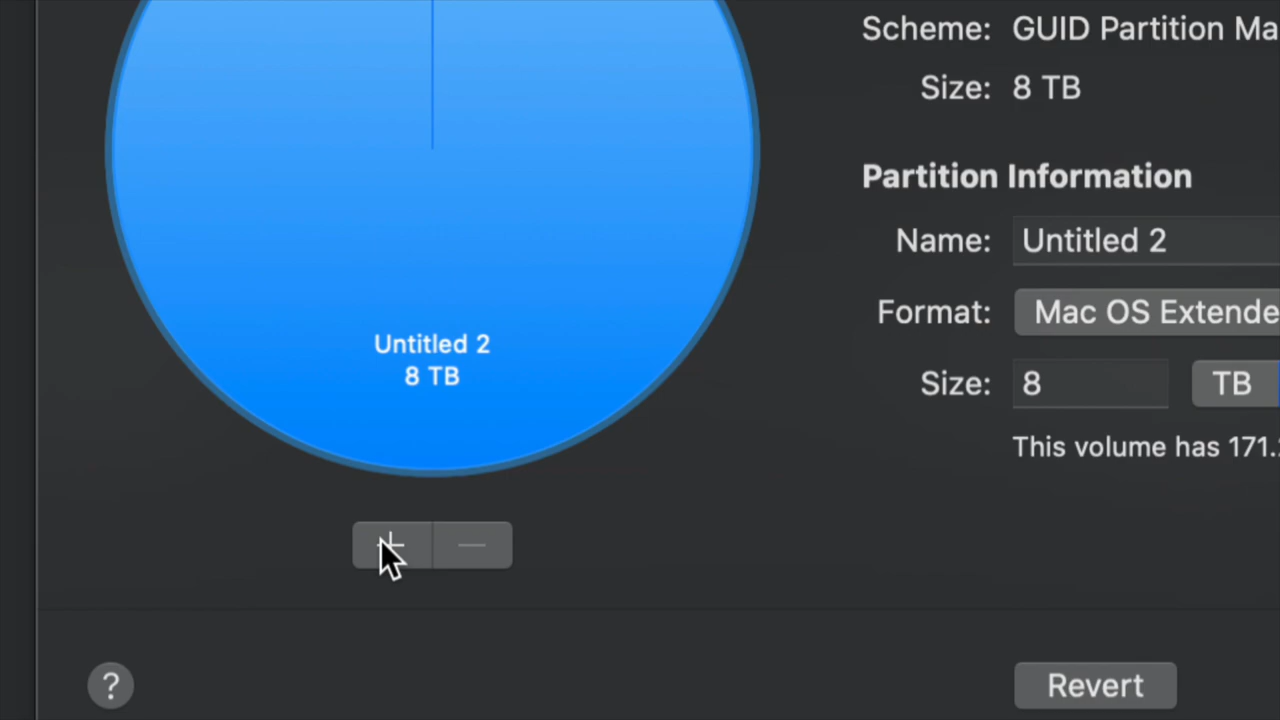 Scheme: GUID Partition Ma
Size: 8 TB
Partition Information
Name: Untitled 2
Format: Mac OS Extende
Untitled 2
8 TB
Size: 8 TB
This volume has 171.
?
Revert